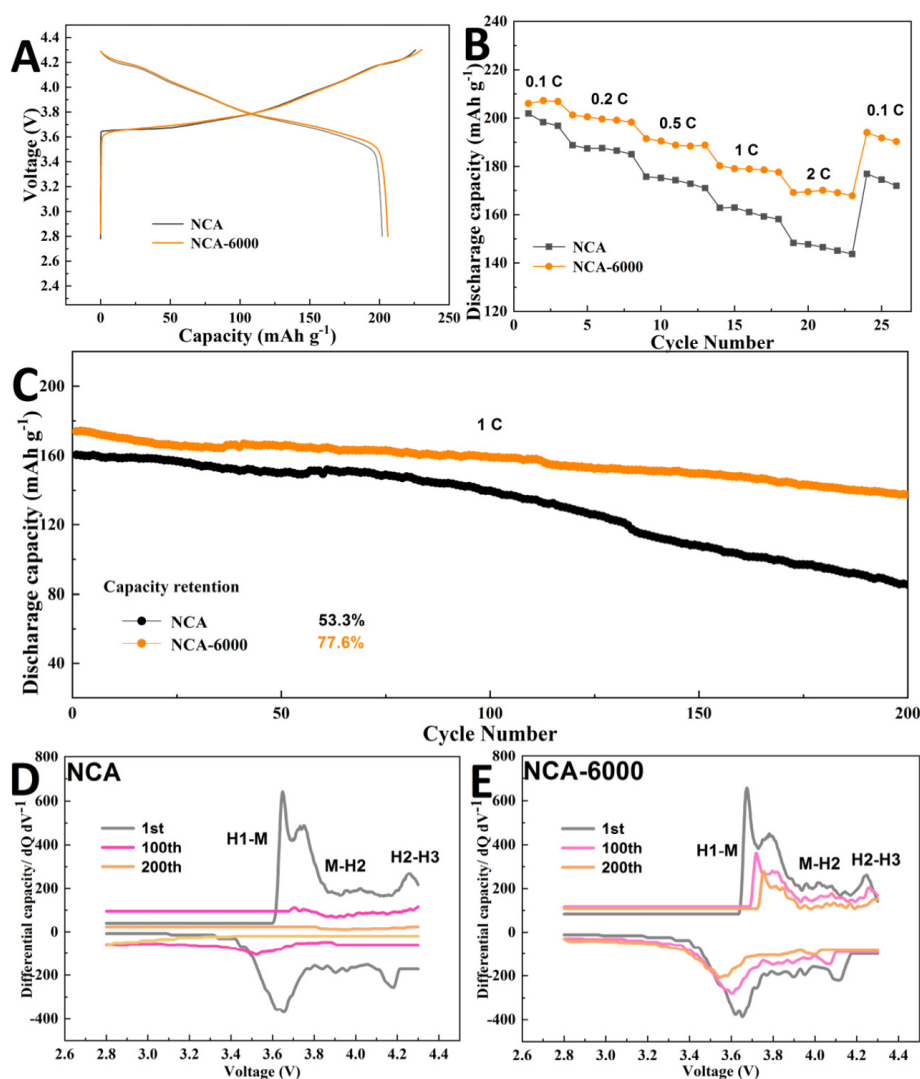 A
4.4
4.2
4.0
3.8
3.6
3.4
3.2
3.0
2.8
2.6
2.4
Voltage (V)
NCA
NCA-6000
0
50
100
150
200
250
Capacity (mAh g-1)
B
220
200
180
160
140
120
Discharage capacity (mAh g-1)
0.1 C
0.2 C
0.5 C
1 C
2 C
0.1 C
NCA
NCA-6000
0
5
10
15
20
25
Cycle Number
C
200
160
120
80
40
Discharge capacity (mAh g-1)
1 C
Capacity retention
NCA 53.3%
NCA-6000 77.6%
0
50
100
150
200
Cycle Number
D NCA
800
600
400
200
0
-200
-400
Differential capacity/ dQ dV-1
1st
100th
200th
H1-M
M-H2
H2-H3
2.6 2.8 3.0 3.2 3.4 3.6 3.8 4.0 4.2 4.4
Voltage (V)
E NCA-6000
800
600
400
200
0
-200
-400
Differential capacity/ dQ dV-1
1st
100th
200th
H1-M
M-H2
H2-H3
2.6 2.8 3.0 3.2 3.4 3.6 3.8 4.0 4.2 4.4
Voltage (V)